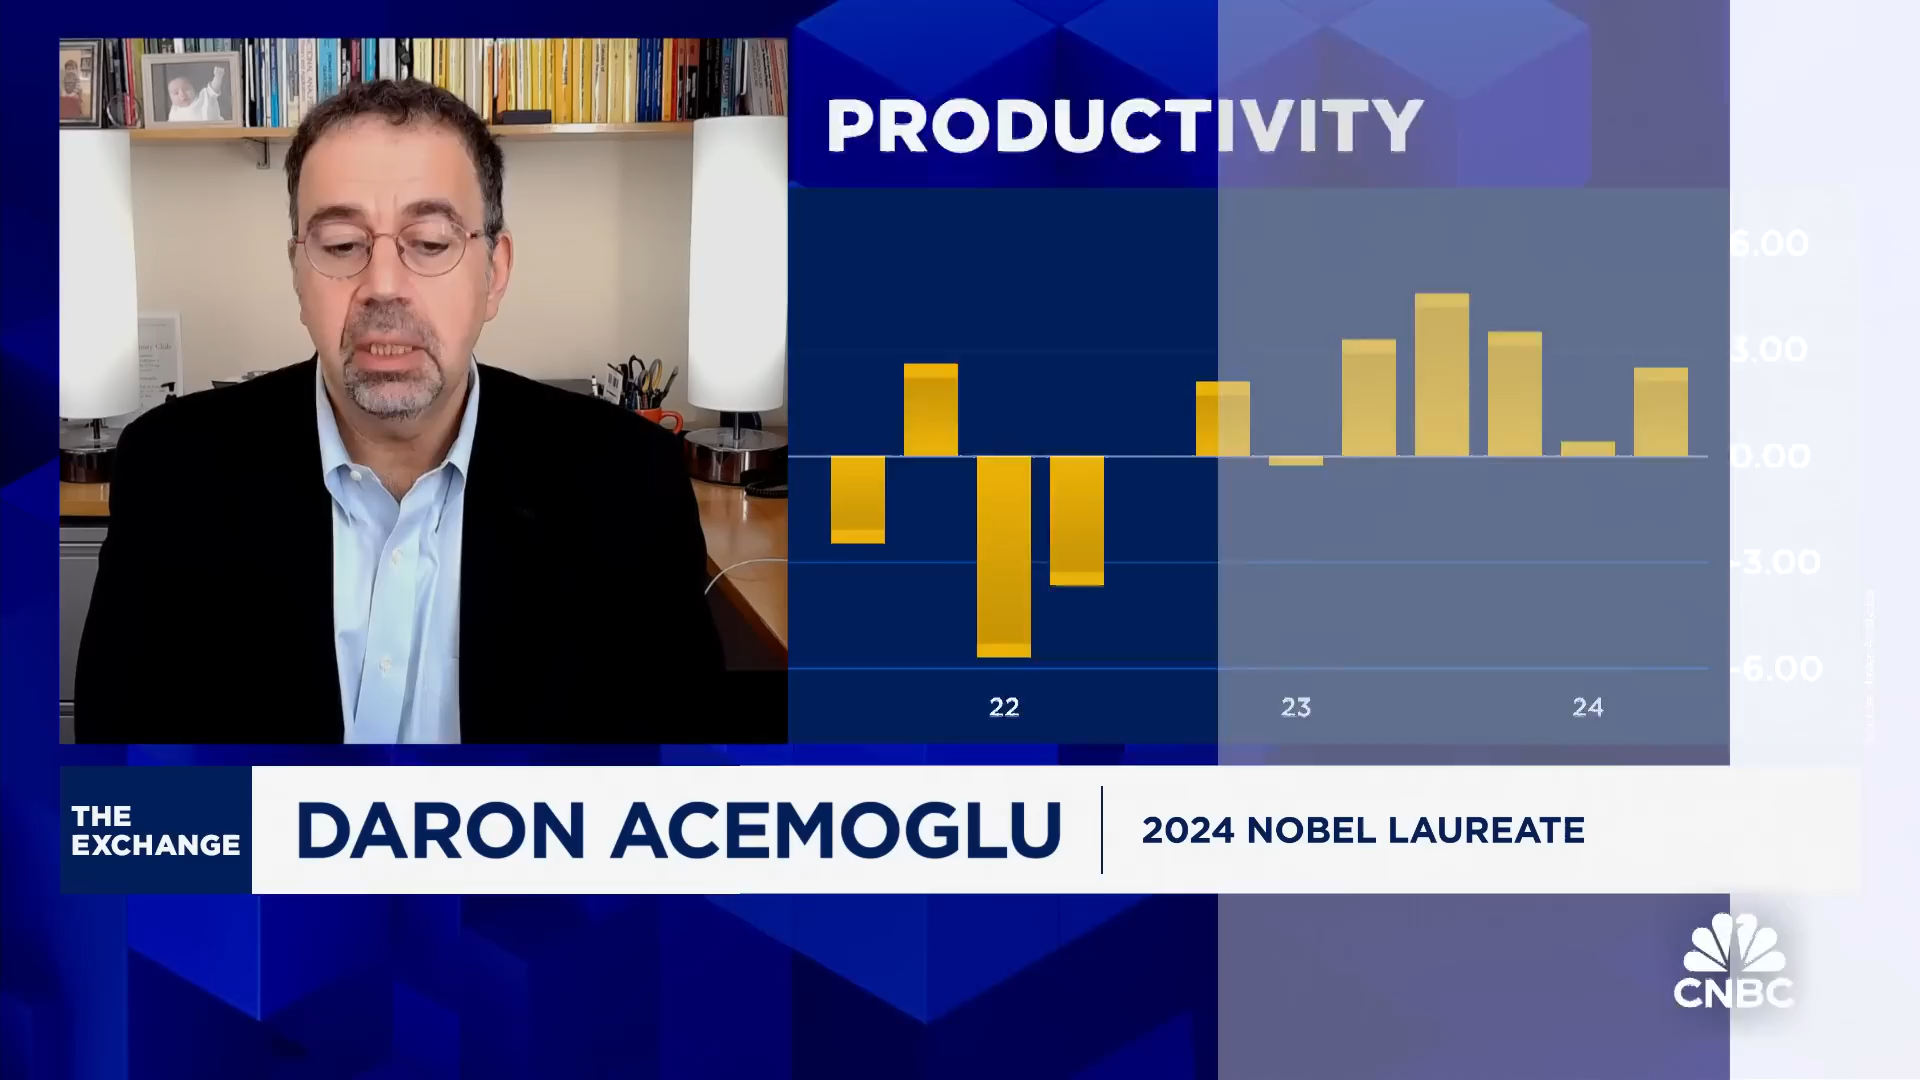 PRODUCTIVITY
6.00
3.00
0.00
-3.00
-6.00
22
23
24
THE
EXCHANGE
DARON ACEMOGLU
2024 NOBEL LAUREATE
CNBC